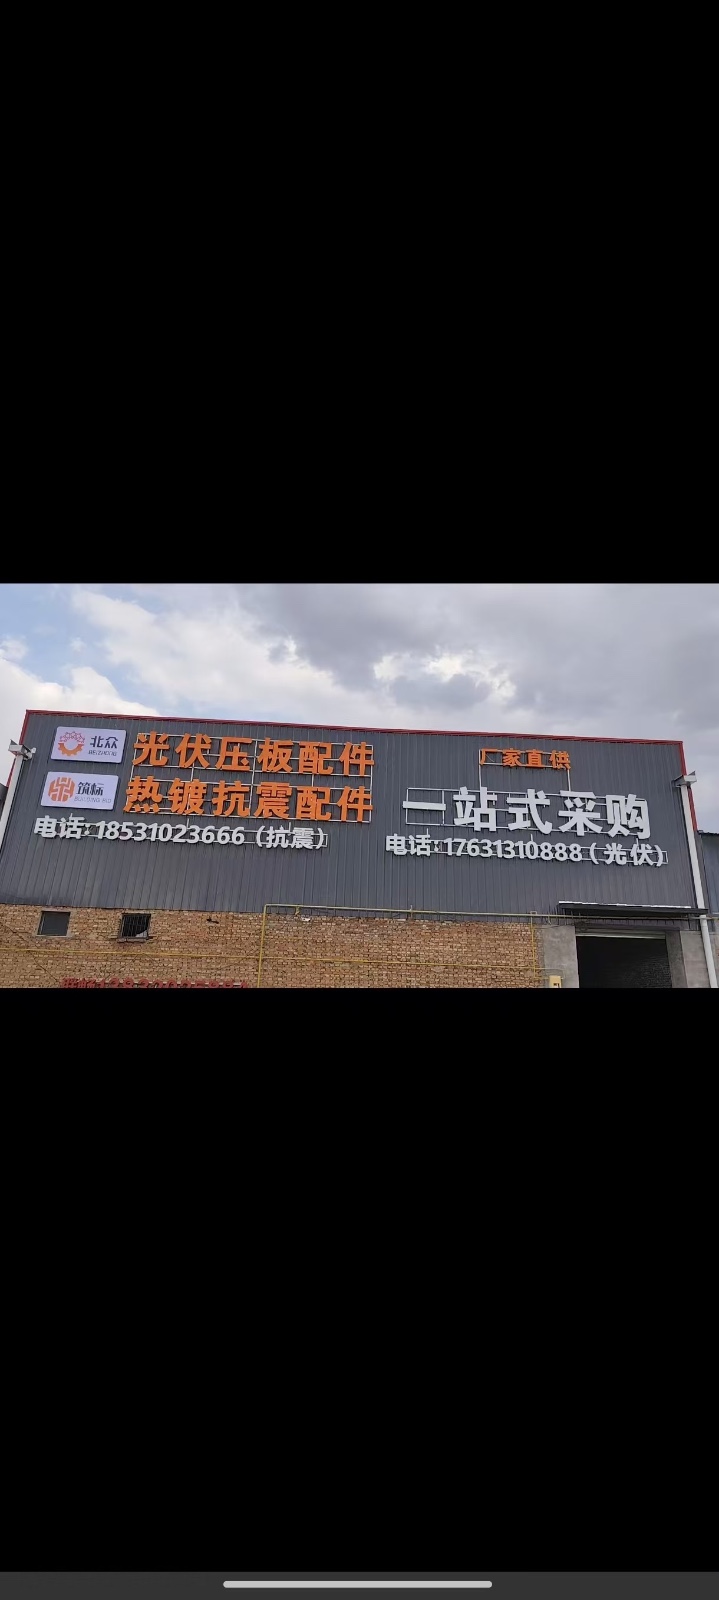 北众
BEIZHONG
光伏压板配件
厂家直供
筑标
热镀抗震配件
一站式采购
电话:18531023666（抗震）
电话:17631310888（光伏）